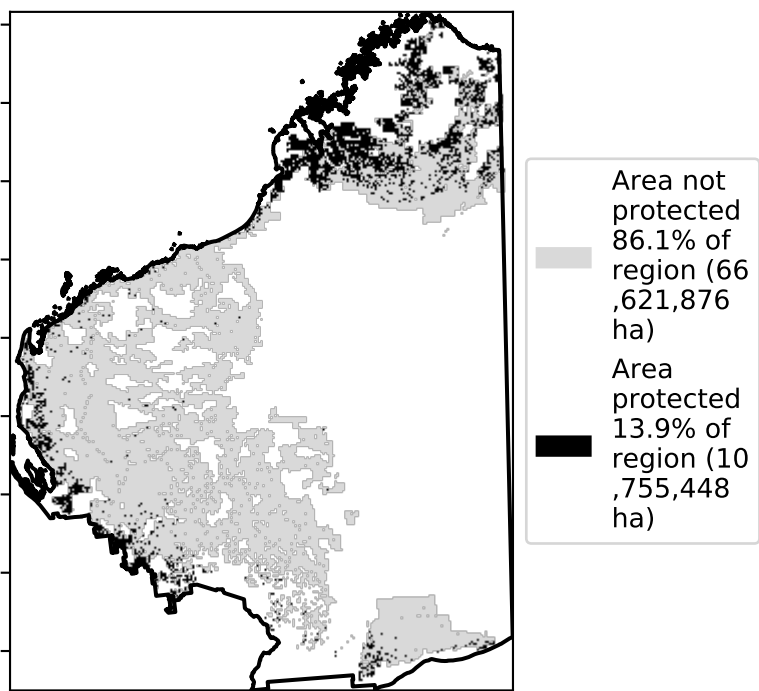 Area not
protected
86.1% of
region (66
,621,876
ha)
Area
protected
13.9% of
region (10
,755,448
ha)